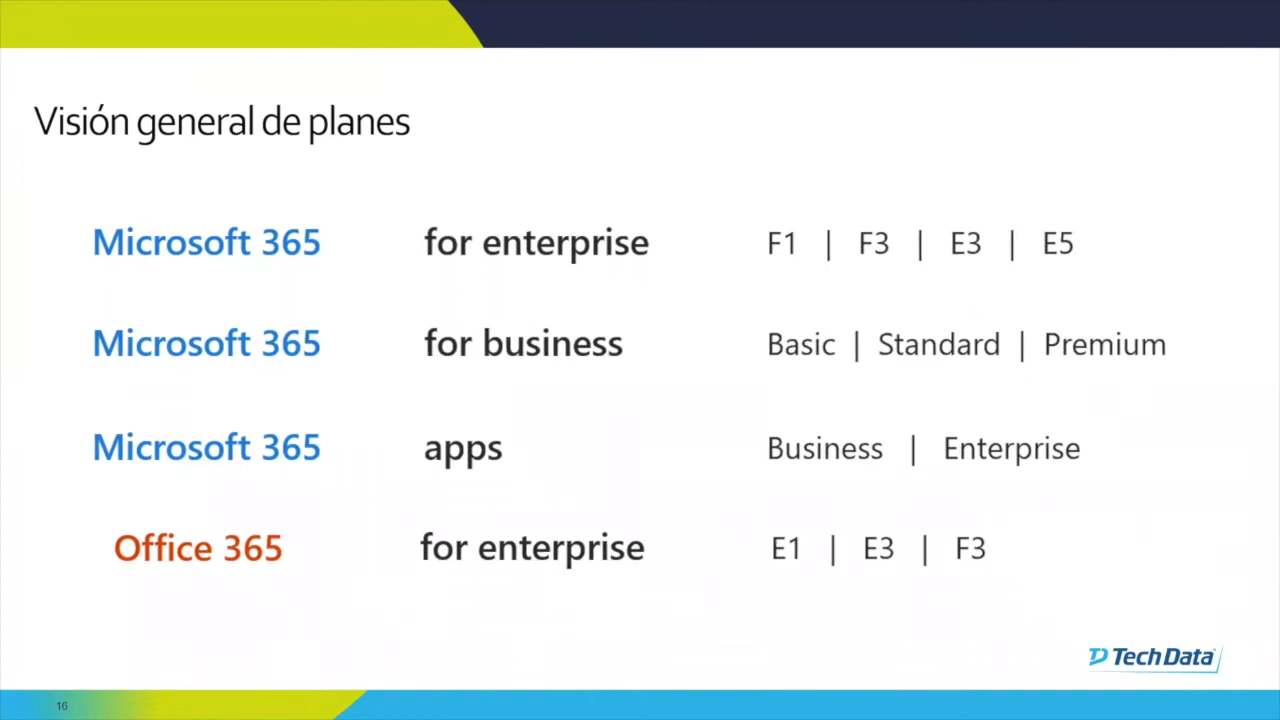 Visión general de planes
Microsoft 365 for enterprise F1 | F3 | E3 | E5
Microsoft 365 for business Basic | Standard | Premium
Microsoft 365 apps Business | Enterprise
Office 365 for enterprise E1 | E3 | F3
TechData
16